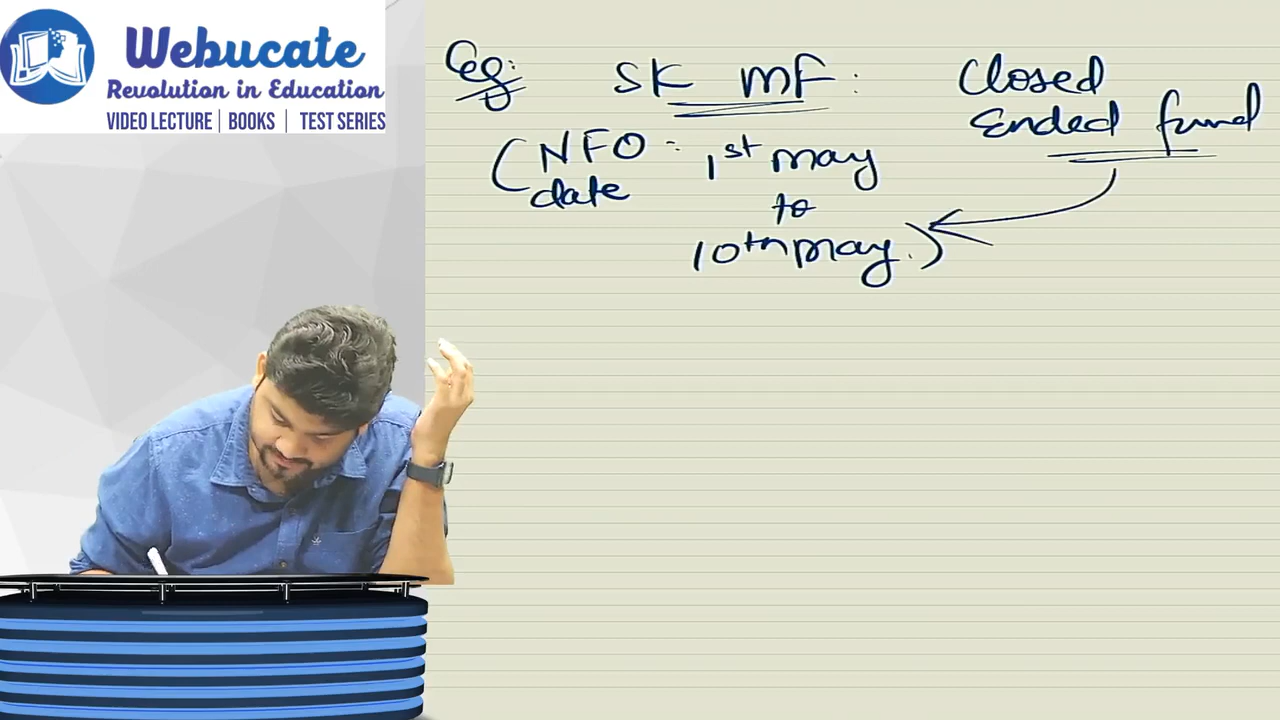 Webucate
Revolution in Education
VIDEO LECTURE | BOOKS | TEST SERIES
Eg: SK MF: Closed
Ended fund
(NFO: 1st may
date to
10th may.)